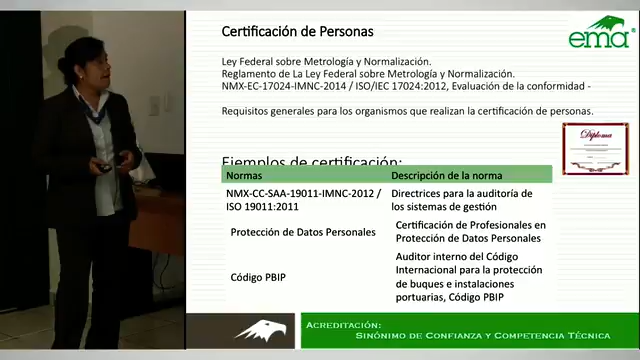 Certificación de Personas
ema
Ley Federal sobre Metrología y Normalización.
Reglamento de La Ley Federal sobre Metrología y Normalización.
NMX-EC-17024-IMNC-2014 / ISO/IEC 17024:2012, Evaluación de la conformidad -
Requisitos generales para los organismos que realizan la certificación de personas.
Diploma
Ejemplos de certificación:
Normas
Descripción de la norma
NMX-CC-SAA-19011-IMNC-2012 /
ISO 19011:2011
Directrices para la auditoría de
los sistemas de gestión
Protección de Datos Personales
Certificación de Profesionales en
Protección de Datos Personales
Código PBIP
Auditor interno del Código
Internacional para la protección
de buques e instalaciones
portuarias, Código PBIP
ACREDITACIÓN:
SINÓNIMO DE CONFIANZA Y COMPETENCIA TÉCNICA